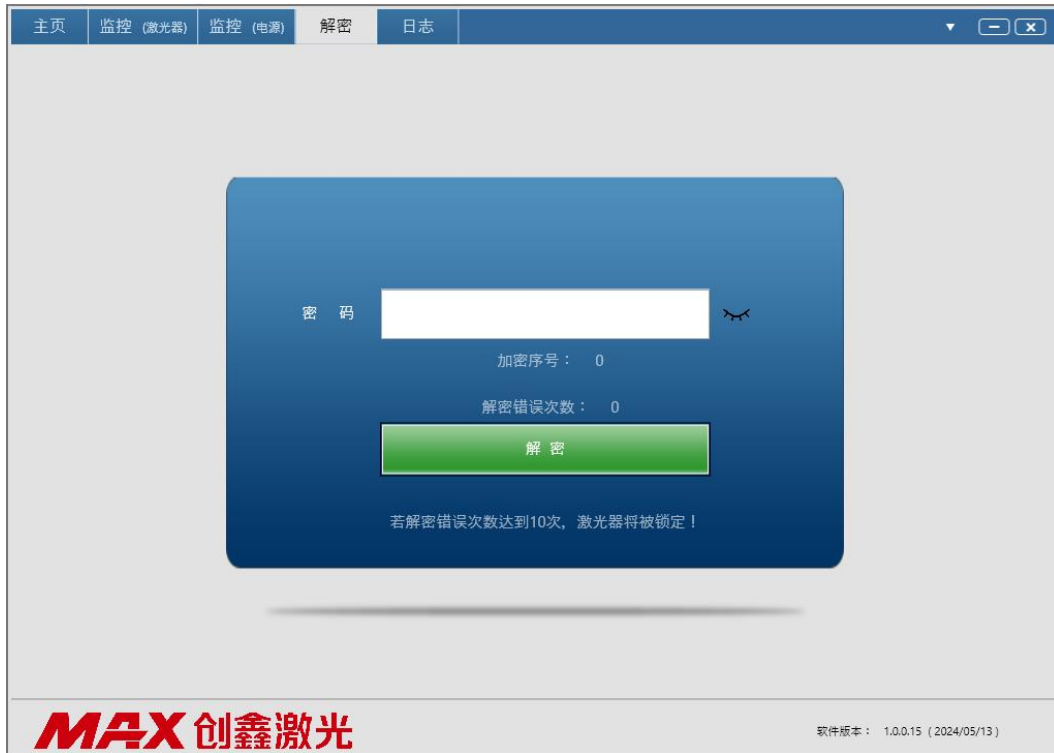 主页 监控 (激光器) 监控 (电源) 解密 日志
密 码
加密序号： 0
解密错误次数： 0
解 密
若解密错误次数达到10次，激光器将被锁定！
MAX 创鑫激光
软件版本： 1.0.0.15 ( 2024/05/13 )